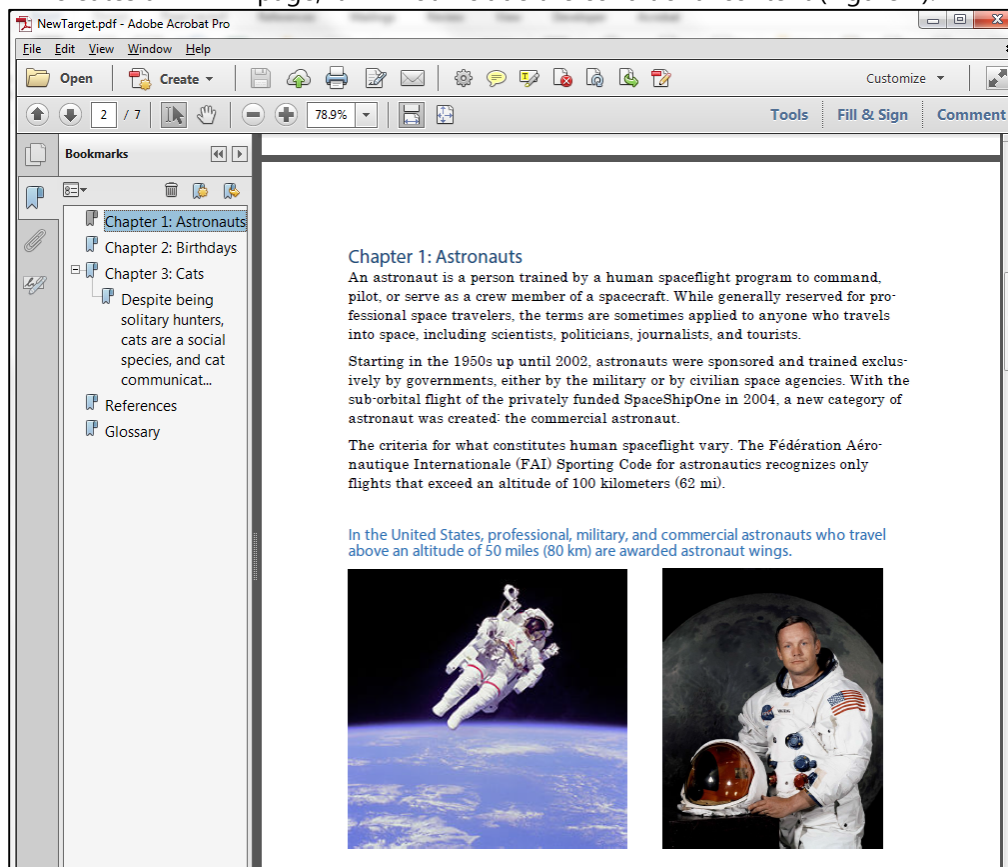 NewTarget.pdf - Adobe Acrobat Pro
File Edit View Window Help
Open Create Customize
2 / 7 78.9% Tools Fill & Sign Comment
Bookmarks
Chapter 1: Astronauts
Chapter 2: Birthdays
Chapter 3: Cats
Despite being
solitary hunters,
cats are a social
species, and cat
communicat...
References
Glossary
Chapter 1: Astronauts
An astronaut is a person trained by a human spaceflight program to command,
pilot, or serve as a crew member of a spacecraft. While generally reserved for pro-
fessional space travelers, the terms are sometimes applied to anyone who travels
into space, including scientists, politicians, journalists, and tourists.
Starting in the 1950s up until 2002, astronauts were sponsored and trained exclus-
ively by governments, either by the military or by civilian space agencies. With the
sub-orbital flight of the privately funded SpaceShipOne in 2004, a new category of
astronaut was created: the commercial astronaut.
The criteria for what constitutes human spaceflight vary. The Fédération Aéro-
nautique Internationale (FAI) Sporting Code for astronautics recognizes only
flights that exceed an altitude of 100 kilometers (62 mi).
In the United States, professional, military, and commercial astronauts who travel
above an altitude of 50 miles (80 km) are awarded astronaut wings.